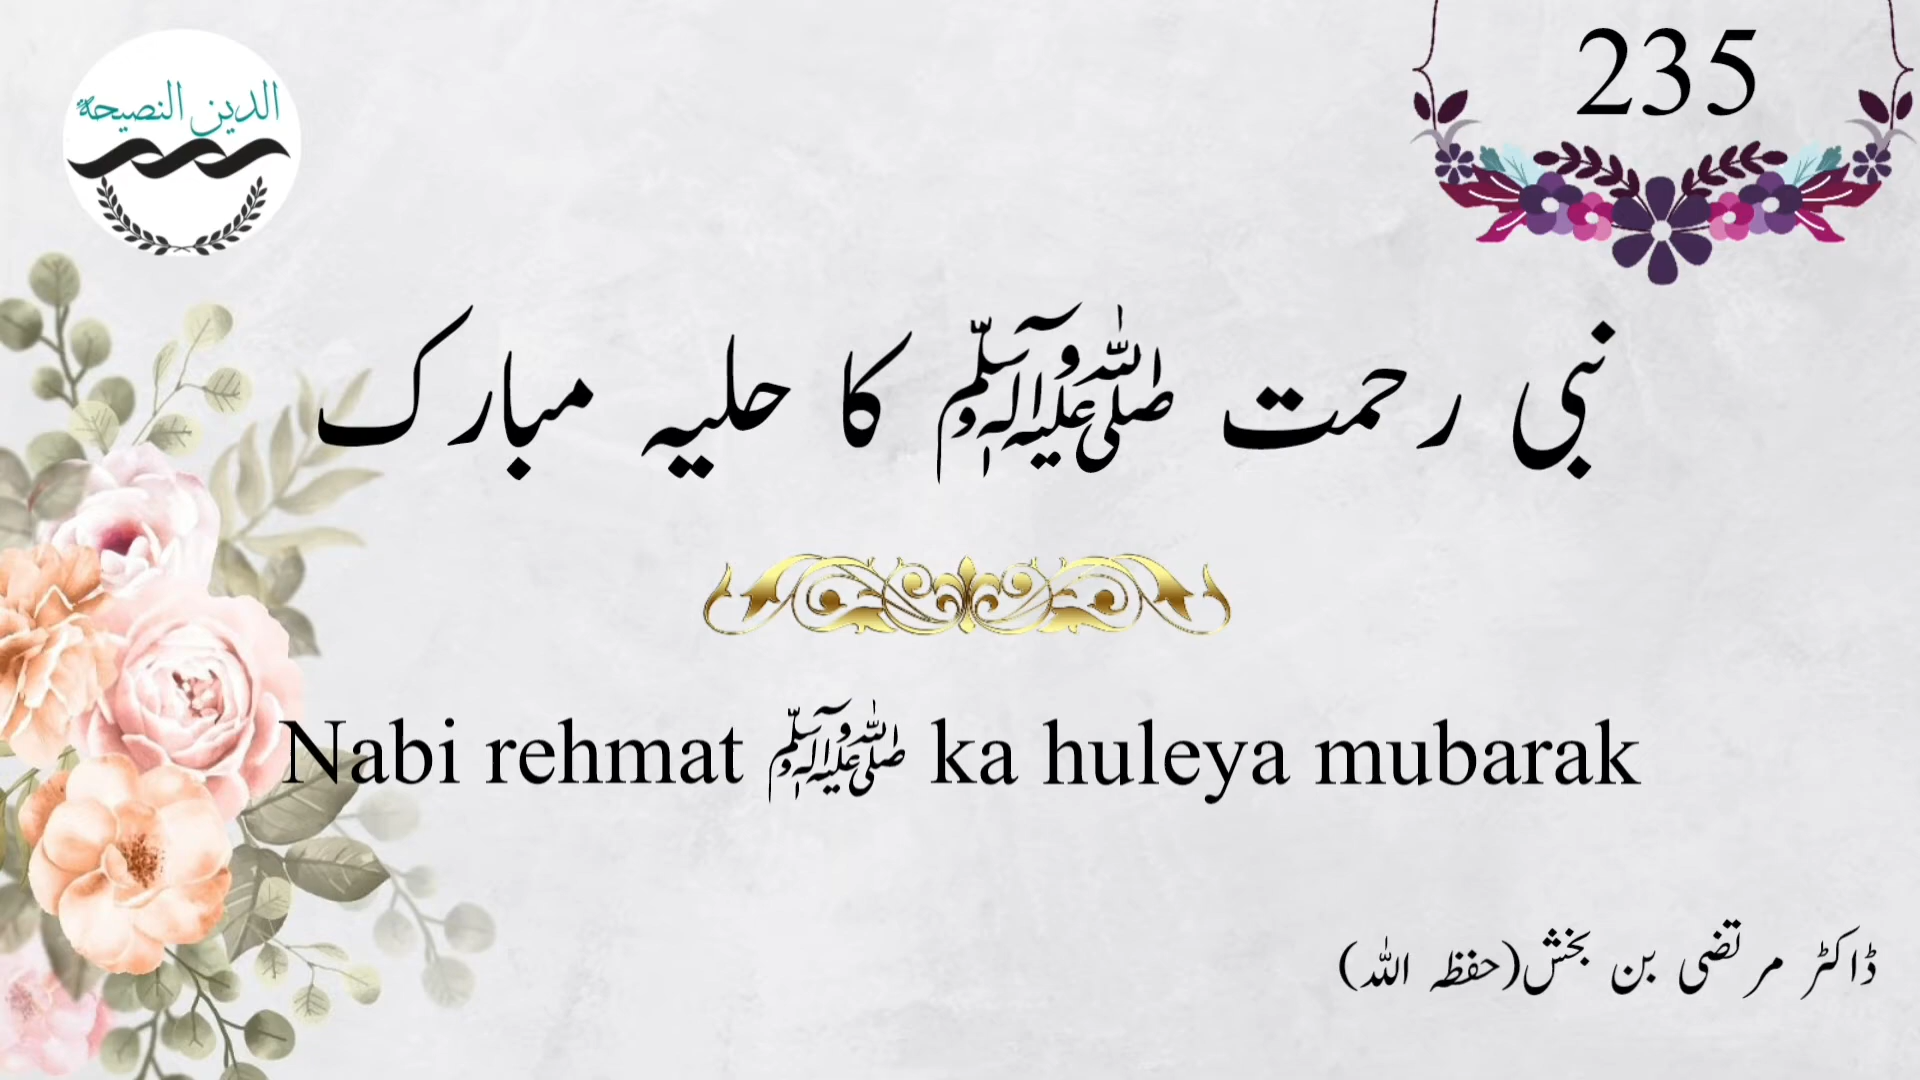 الدین النصیحة
235
نبی رحمت ﷺ کا حلیہ مبارک
Nabi rehmat ﷺ ka huleya mubarak
ڈاکٹر مرتضی بن بخش(حفظہ اللہ)